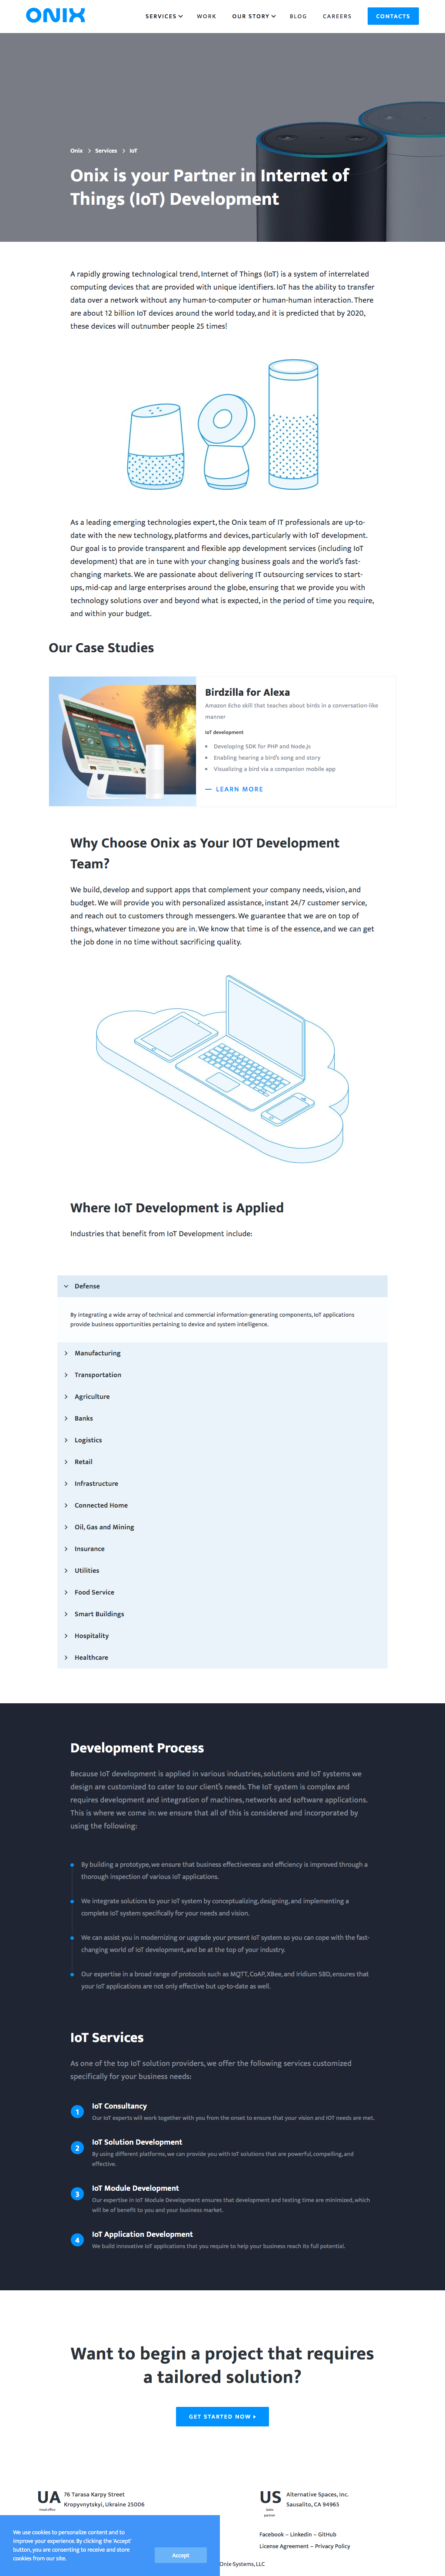 ONIX
SERVICES
WORK
OUR STORY
BLOG
CAREERS
CONTACTS
Onix
Services
IoT
Onix is your Partner in Internet of
Things (IoT) Development
A rapidly growing technological trend, Internet of Things (IoT) is a system of interrelated
computing devices that are provided with unique identifiers. IoT has the ability to transfer
data over a network without any human-to-computer or human-human interaction. There
are about 12 billion IoT devices around the world today, and it is predicted that by 2020,
these devices will outnumber people 25 times!
As a leading emerging technologies expert, the Onix team of IT professionals are up-to-
date with the new technology, platforms and devices, particularly with IoT development.
Our goal is to provide transparent and flexible app development services (including IoT
development) that are in tune with your changing business goals and the world's fast-
changing markets. We are passionate about delivering IT outsourcing services to start-
ups, mid-cap and large enterprises around the globe, ensuring that we provide you with
technology solutions over and beyond what is expected, in the period of time you require,
and within your budget.
Our Case Studies
Birdzilla for Alexa
Amazon Echo skill that teaches about birds in a conversation-like
manner
IoT development
Developing SDK for PHP and Node.js
Enabling hearing a bird's song and story
Visualizing a bird via a companion mobile app
LEARN MORE
Why Choose Onix as Your IOT Development
Team?
We build, develop and support apps that complement your company needs, vision, and
budget. We will provide you with personalized assistance, instant 24/7 customer service,
and reach out to customers through messengers. We guarantee that we are on top of
things, whatever timezone you are in. We know that time is of the essence, and we can get
the job done in no time without sacrificing quality.
Where IoT Development is Applied
Industries that benefit from IoT Development include:
Defense
By integrating a wide array of technical and commercial information-generating components, IoT applications
provide business opportunities pertaining to device and system intelligence.
Manufacturing
Transportation
Agriculture
Banks
Logistics
Retail
Infrastructure
Connected Home
Oil, Gas and Mining
Insurance
Utilities
Food Service
Smart Buildings
Hospitality
Healthcare
Development Process
Because IoT development is applied in various industries, solutions and IoT systems we
design are customized to cater to our client's needs. The IoT system is complex and
requires development and integration of machines, networks and software applications.
This is where we come in: we ensure that all of this is considered and incorporated by
using the following:
By building a prototype, we ensure that business effectiveness and efficiency is improved through a
thorough inspection of various IoT applications.
We integrate solutions to your IoT system by conceptualizing, designing, and implementing a
complete IoT system specifically for your needs and vision.
We can assist you in modernizing or upgrade your present IoT system so you can cope with the fast-
changing world of IoT development, and be at the top of your industry.
Our expertise in a broad range of protocols such as MQTT, CoAP, XBee, and Iridium SBD, ensures that
your IoT applications are not only effective but up-to-date as well.
IoT Services
As one of the top IoT solution providers, we offer the following services customized
specifically for your business needs:
1
IoT Consultancy
Our IoT experts will work together with you from the onset to ensure that your vision and IOT needs are met.
2
IoT Solution Development
By using different platforms, we can provide you with IoT solutions that are powerful, compelling, and
effective.
3
IoT Module Development
Our expertise in IoT Module Development ensures that development and testing time are minimized, which
will be of benefit to you and your business market.
4
IoT Application Development
We build innovative IoT applications that you require to help your business reach its full potential.
Want to begin a project that requires
a tailored solution?
GET STARTED NOW
UA
head office
76 Tarasa Karpy Street
Kropyvnytskyi, Ukraine 25006
US
Sales
partner
Alternative Spaces, Inc.
Sausalito, CA 94965
Facebook – Linkedin – GitHub
License Agreement – Privacy Policy
Onix-Systems, LLC
We use cookies to personalize content and to
improve your experience. By clicking the 'Accept'
button, you are consenting to receive and store
cookies from our site.
Accept